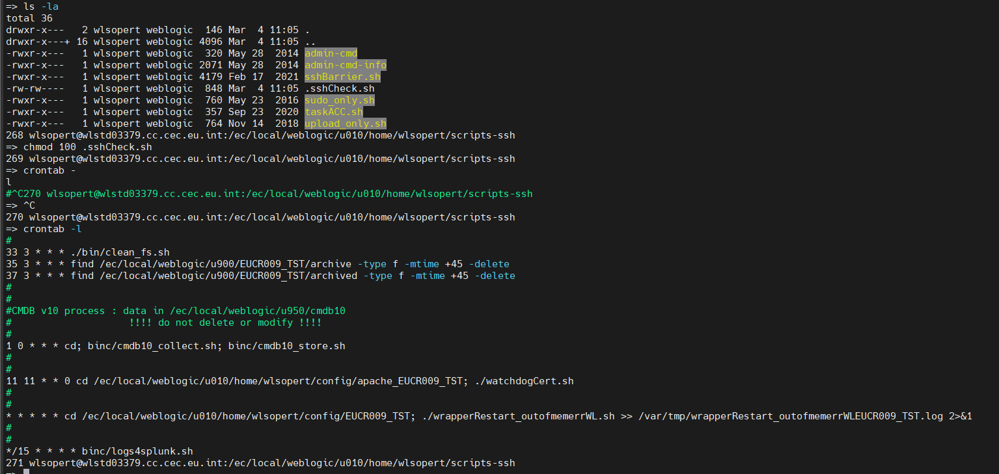 => ls -la
total 36
drwxr-x---   2 wlsopert weblogic  146 Mar  4 11:05 .
drwxr-x---+ 16 wlsopert weblogic 4096 Mar  4 11:05 ..
-rwxr-x---   1 wlsopert weblogic  320 May 28  2014 admin-cmd
-rwxr-x---   1 wlsopert weblogic 2071 May 28  2014 admin-cmd-info
-rwxr-x---   1 wlsopert weblogic 4179 Feb 17  2021 sshBarrier.sh
-rw-rw----   1 wlsopert weblogic  848 Mar  4 11:05 .sshCheck.sh
-rwxr-x---   1 wlsopert weblogic  760 May 23  2016 sudo_only.sh
-rwxr-x---   1 wlsopert weblogic  357 Sep 23  2020 taskACC.sh
-rwxr-x---   1 wlsopert weblogic  764 Nov 14  2018 upload_only.sh
268 wlsopert@wlstd03379.cc.cec.eu.int:/ec/local/weblogic/u010/home/wlsopert/scripts-ssh
=> chmod 100 .sshCheck.sh
269 wlsopert@wlstd03379.cc.cec.eu.int:/ec/local/weblogic/u010/home/wlsopert/scripts-ssh
=> crontab -
l
#^C270 wlsopert@wlstd03379.cc.cec.eu.int:/ec/local/weblogic/u010/home/wlsopert/scripts-ssh
=> ^C
270 wlsopert@wlstd03379.cc.cec.eu.int:/ec/local/weblogic/u010/home/wlsopert/scripts-ssh
=> crontab -l
#
33 3 * * * ./bin/clean_fs.sh
35 3 * * * find /ec/local/weblogic/u900/EUCR009_TST/archive -type f -mtime +45 -delete
37 3 * * * find /ec/local/weblogic/u900/EUCR009_TST/archived -type f -mtime +45 -delete
#
#
#CMDB v10 process : data in /ec/local/weblogic/u950/cmdb10
#                    !!!! do not delete or modify !!!!
#
1 0 * * * cd; binc/cmdb10_collect.sh; binc/cmdb10_store.sh
#
#
11 11 * * 0 cd /ec/local/weblogic/u010/home/wlsopert/config/apache_EUCR009_TST; ./watchdogCert.sh
#
#
* * * * * cd /ec/local/weblogic/u010/home/wlsopert/config/EUCR009_TST; ./wrapperRestart_outofmemerrWL.sh >> /var/tmp/wrapperRestart_outofmemerrWLEUCR009_TST.log 2>&1
#
#
*/15 * * * * binc/logs4splunk.sh
271 wlsopert@wlstd03379.cc.cec.eu.int:/ec/local/weblogic/u010/home/wlsopert/scripts-ssh
=>